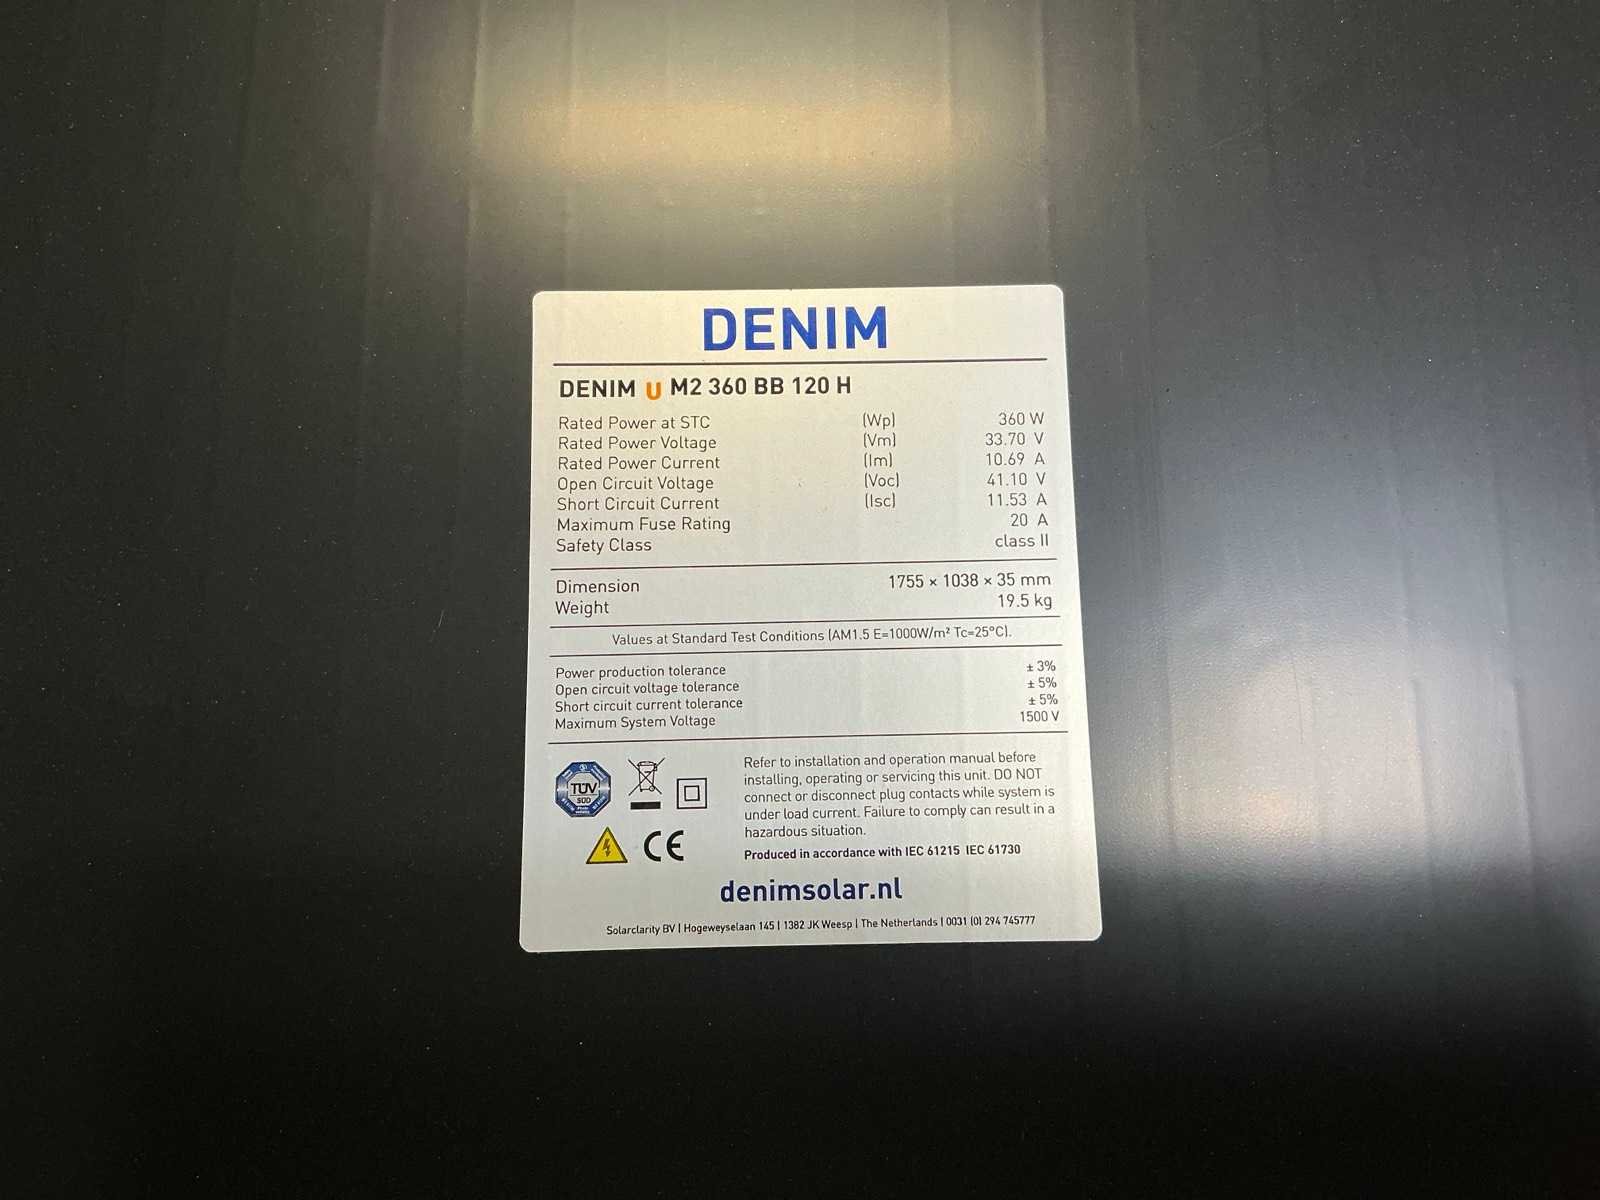 DENIM
DENIM U M2 360 BB 120 H
Rated Power at STC (Wp) 360 W
Rated Power Voltage (Vm) 33.70 V
Rated Power Current (Im) 10.69 A
Open Circuit Voltage (Voc) 41.10 V
Short Circuit Current (Isc) 11.53 A
Maximum Fuse Rating 20 A
Safety Class class II
Dimension 1755 × 1038 × 35 mm
Weight 19.5 kg
Values at Standard Test Conditions (AM1.5 E=1000W/m² Tc=25°C).
Power production tolerance ± 3%
Open circuit voltage tolerance ± 5%
Short circuit current tolerance ± 5%
Maximum System Voltage 1500 V
TÜV
SÜD
CE
Refer to installation and operation manual before
installing, operating or servicing this unit. DO NOT
connect or disconnect plug contacts while system is
under load current. Failure to comply can result in a
hazardous situation.
Produced in accordance with IEC 61215 IEC 61730
denimsolar.nl
Solarclarity BV | Hogeweyselaan 145 | 1382 JK Weesp | The Netherlands | 0031 (0) 294 745777